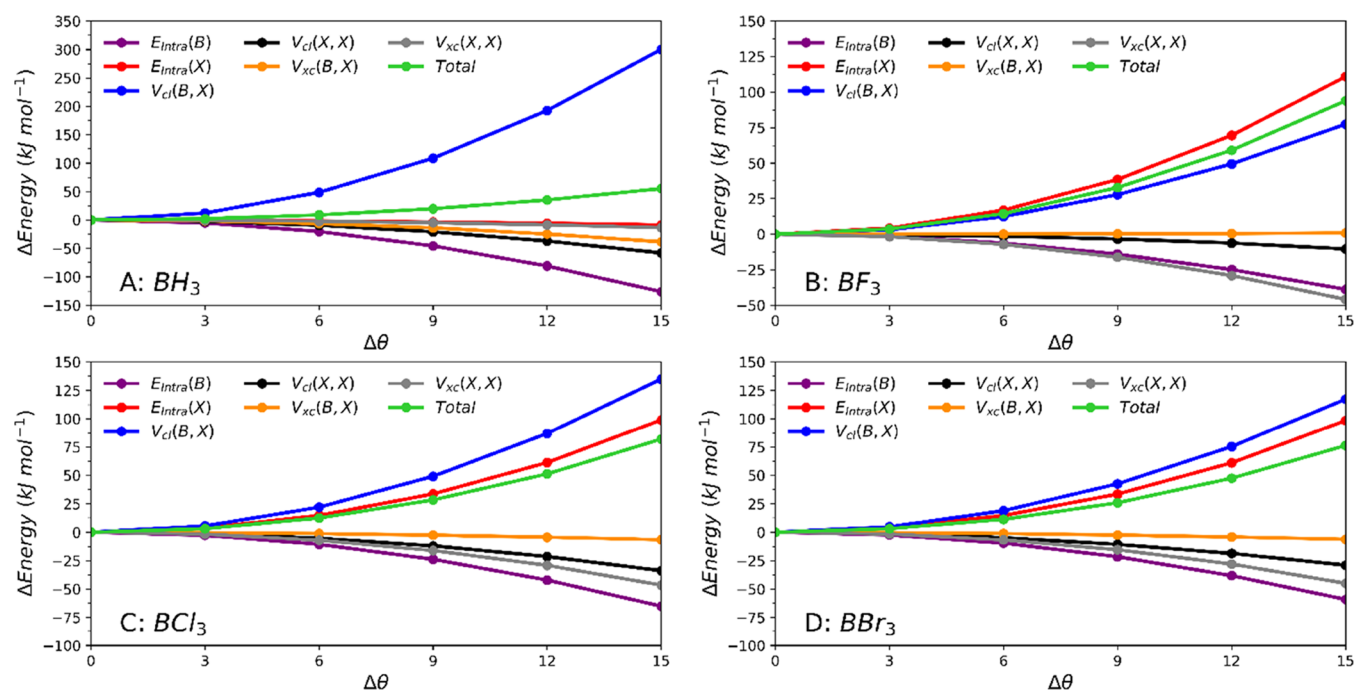 350
300
250
200
150
100
50
0
−50
−100
−150
ΔEnergy (kJ mol⁻¹)
E_Intra(B) V_cl(X, X) V_xc(X, X)
E_Intra(X) V_xc(B, X) Total
V_cl(B, X)
A: BH₃
0 3 6 9 12 15
Δθ
150
125
100
75
50
25
0
−25
−50
ΔEnergy (kJ mol⁻¹)
E_Intra(B) V_cl(X, X) V_xc(X, X)
E_Intra(X) V_xc(B, X) Total
V_cl(B, X)
B: BF₃
0 3 6 9 12 15
Δθ
150
125
100
75
50
25
0
−25
−50
−75
−100
ΔEnergy (kJ mol⁻¹)
E_Intra(B) V_cl(X, X) V_xc(X, X)
E_Intra(X) V_xc(B, X) Total
V_cl(B, X)
C: BCl₃
0 3 6 9 12 15
Δθ
150
125
100
75
50
25
0
−25
−50
−75
−100
ΔEnergy (kJ mol⁻¹)
E_Intra(B) V_cl(X, X) V_xc(X, X)
E_Intra(X) V_xc(B, X) Total
V_cl(B, X)
D: BBr₃
0 3 6 9 12 15
Δθ